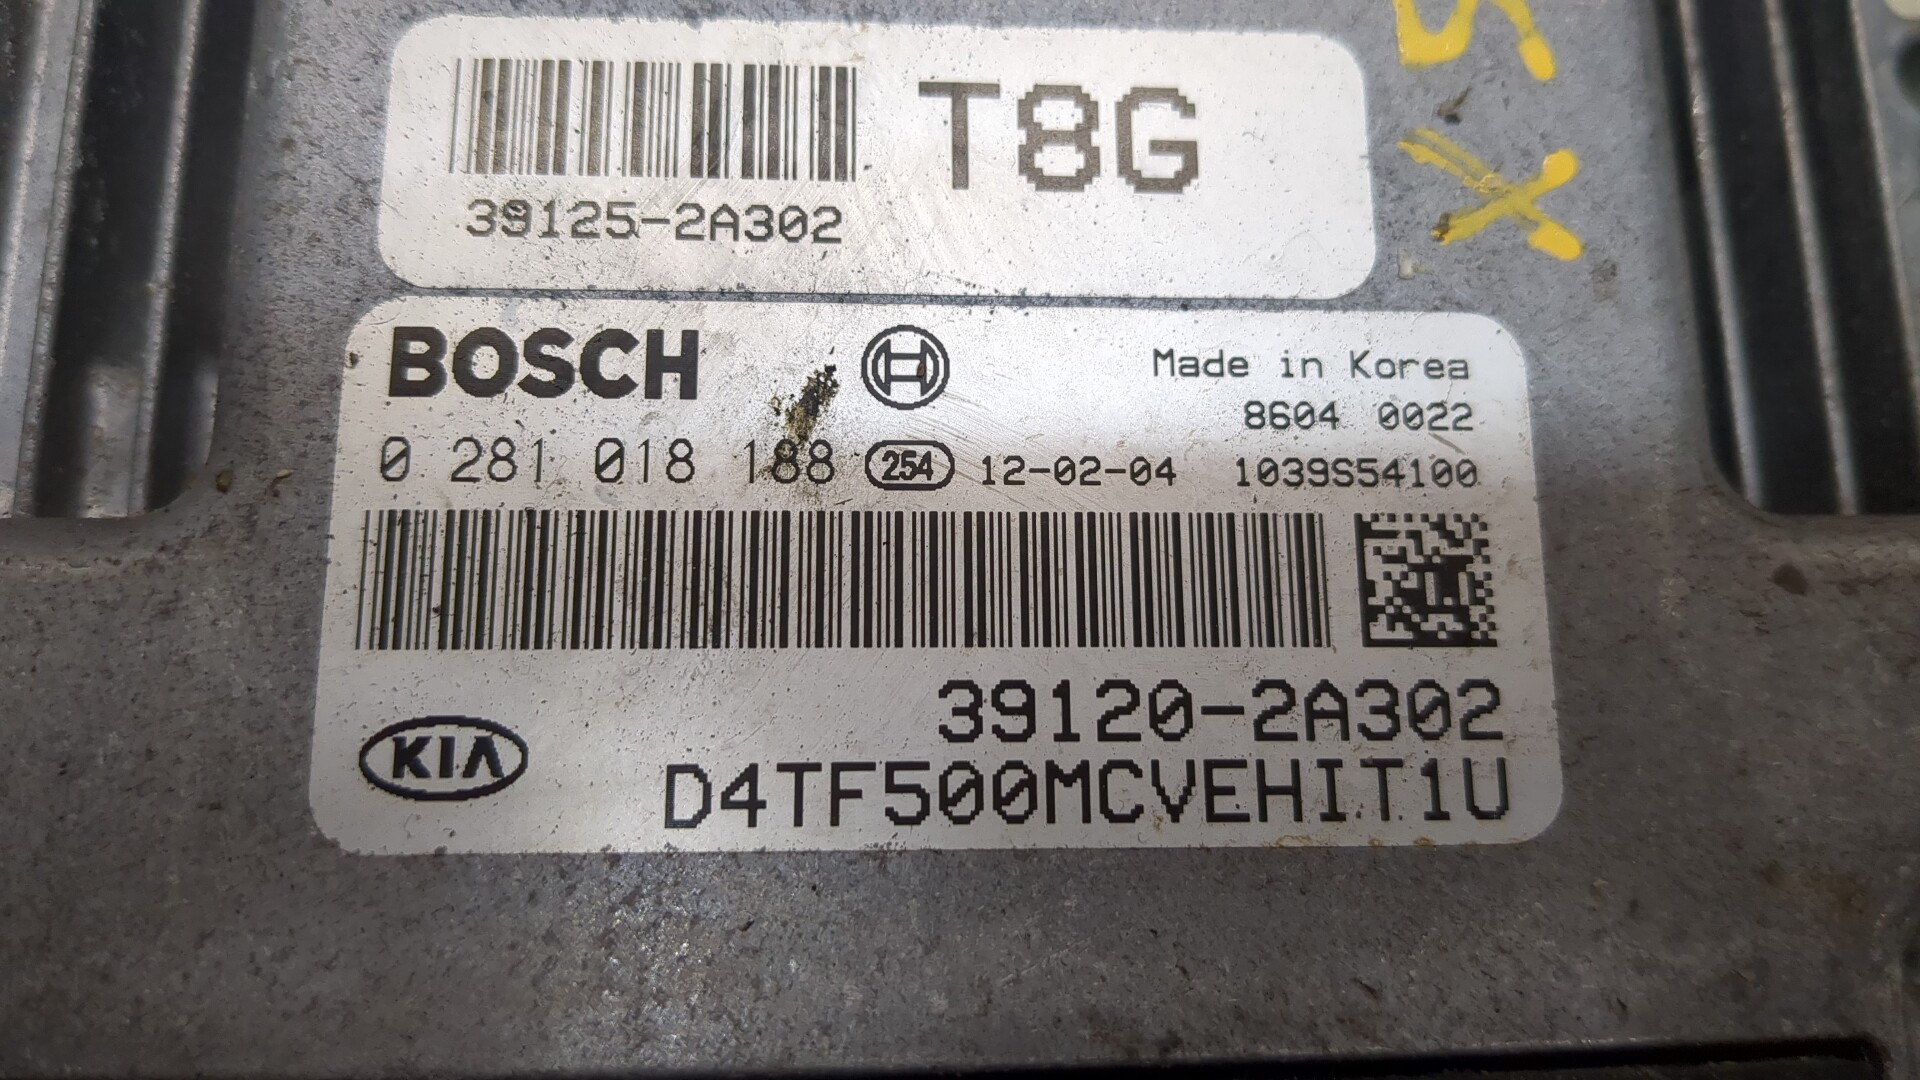 T8G
39125-2A302
5X
BOSCH
Made in Korea
8604 0022
0 281 018 188 254 12-02-04 1039S54100
39120-2A302
KIA
D4TF500MCVEHIT1U